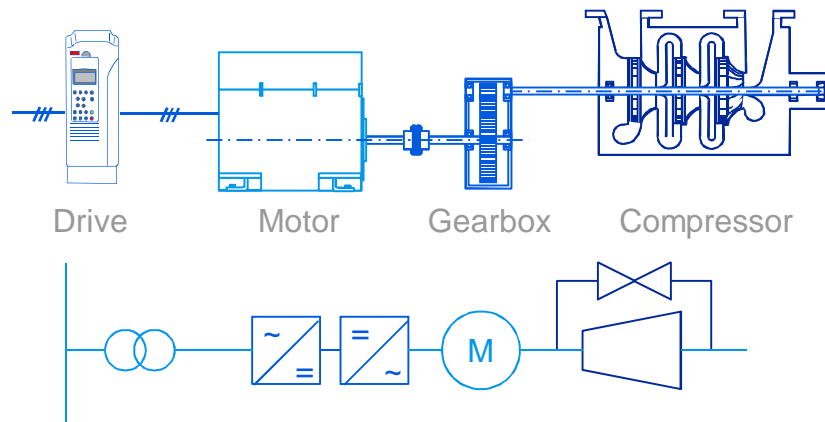 Drive Motor Gearbox Compressor
~ = = ~ M